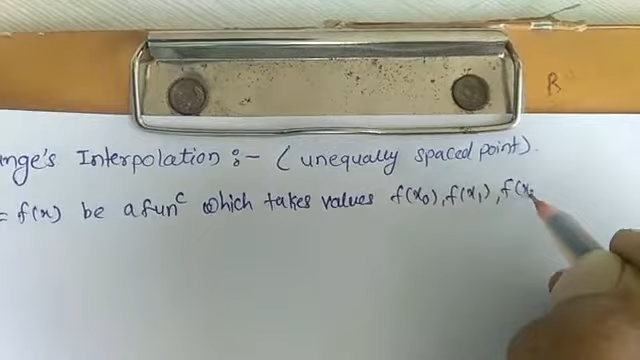 R
nge's Interpolation :- ( unequally spaced point).
= f(x) be a funᶜ which takes values f(x₀), f(x₁), f(x